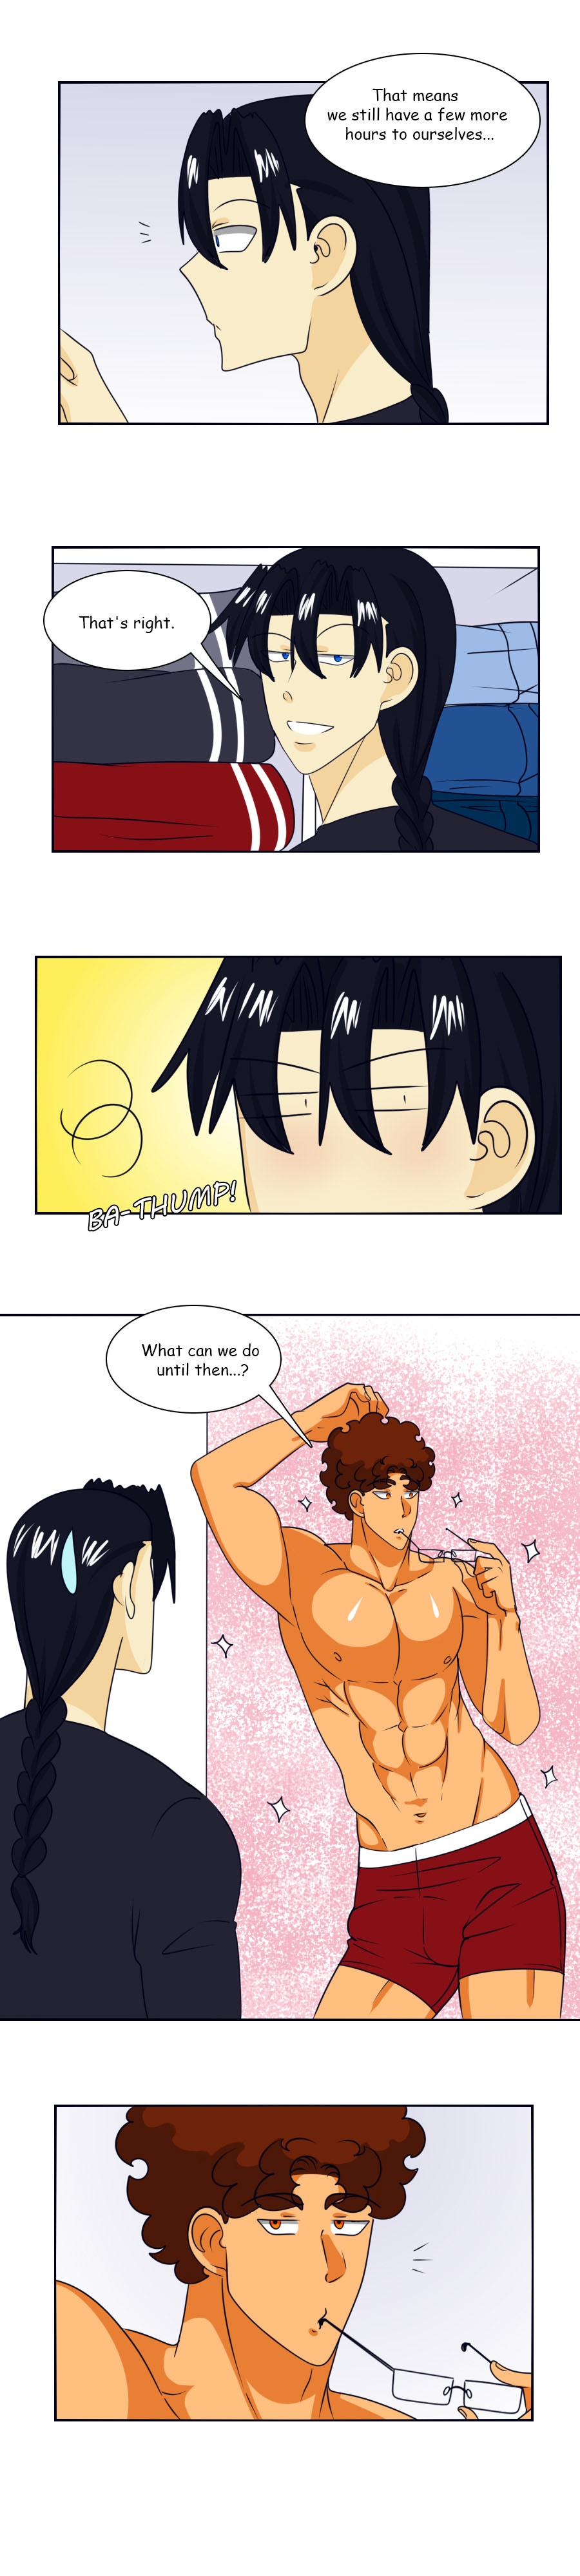 That means
we still have a few more
hours to ourselves...
That's right.
BA-THUMP!
What can we do
until then...?